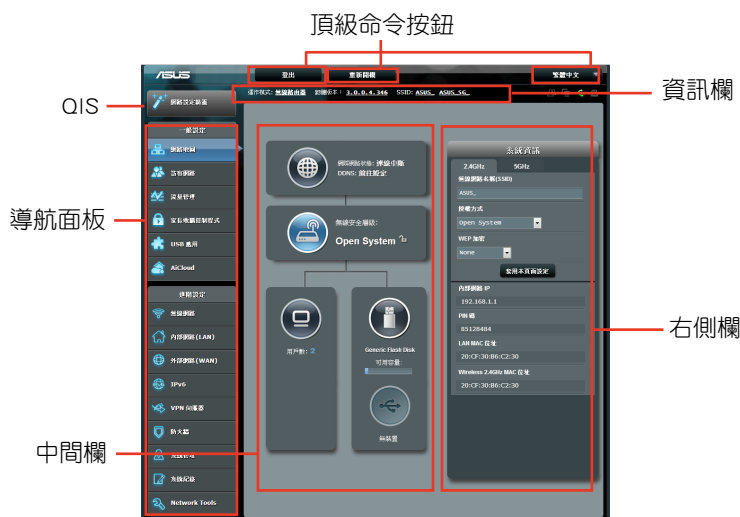 頂級命令按鈕
ASUS
登出
重新開機
繁體中文
操作模式: 無線路由器 韌體版本: 3.0.0.4.346 SSID: ASUS_ ASUS_5G_
資訊欄
QIS
網路設定精靈
導航面板
一般設定
網路地圖
訪客網路
流量管理
家長電腦控制程式
USB 應用
AiCloud
進階設定
無線網路
內部網路(LAN)
外部網路(WAN)
IPv6
VPN 伺服器
防火牆
系統管理
系統紀錄
Network Tools
中間欄
網際網路狀態: 連線中斷
DDNS: 前往設定
無線安全層級:
Open System
用戶數: 2
Generic Flash Disk
可用容量:
無裝置
右側欄
系統資訊
2.4GHz
5GHz
無線網路名稱(SSID)
ASUS_
授權方式
Open System
WEP 加密
None
套用本頁面設定
內部網路 IP
192.168.1.1
PIN 碼
85128484
LAN MAC 位址
20:CF:30:B6:C2:30
Wireless 2.4GHz MAC 位址
20:CF:30:B6:C2:30